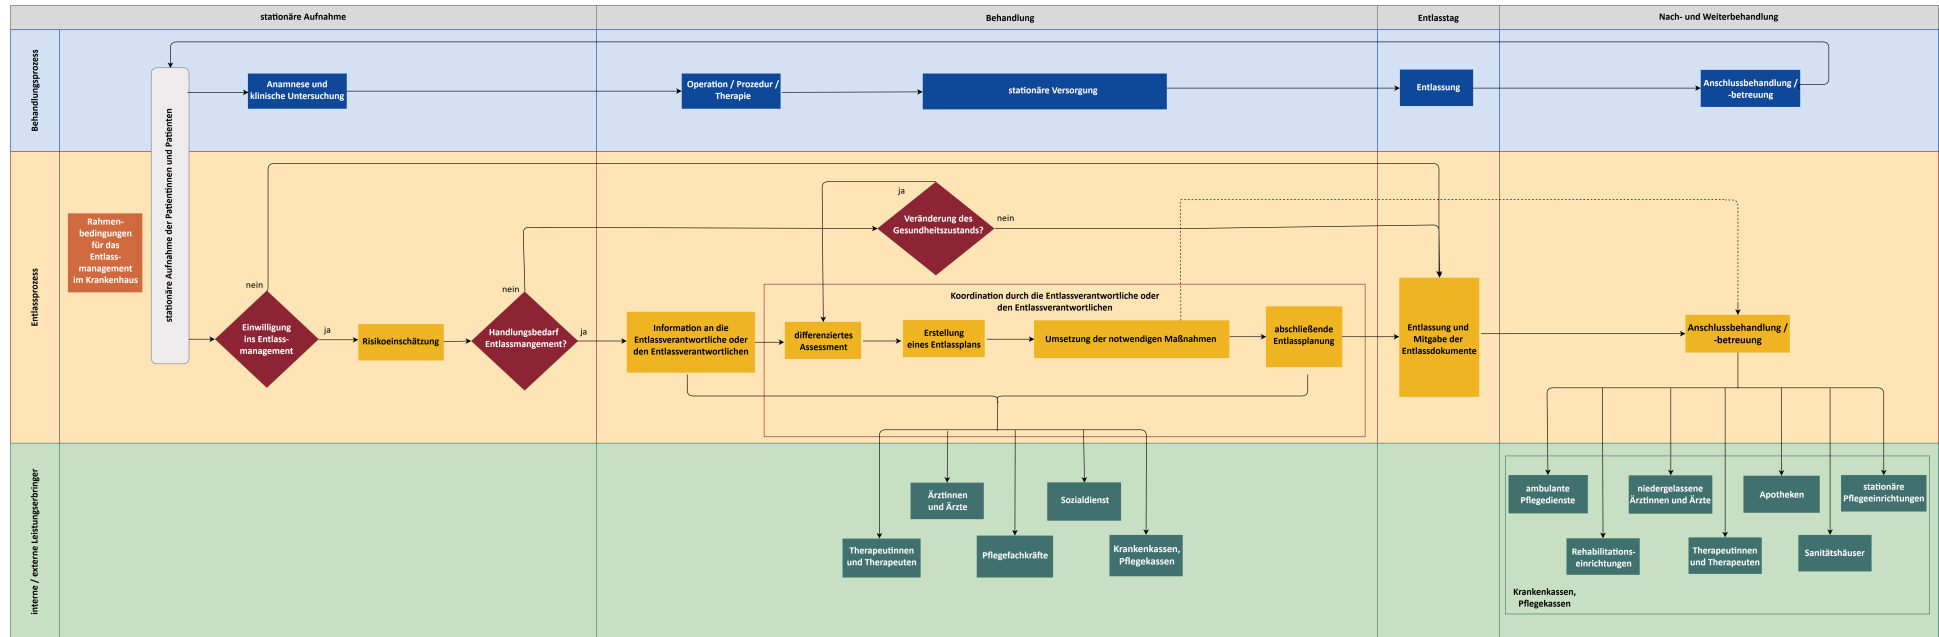 stationäre Aufnahme
Behandlung
Entlasstag
Nach- und Weiterbehandlung
Behandlungsprozess
stationäre Aufnahme der Patientinnen und Patienten
Anamnese und
klinische Untersuchung
Operation / Prozedur /
Therapie
stationäre Versorgung
Entlassung
Anschlussbehandlung /
-betreuung
Entlassprozess
Rahmen-
bedingungen
für das
Entlass-
management
im Krankenhaus
nein
Einwilligung
ins Entlass-
management
ja
Risikoeinschätzung
nein
Handlungsbedarf
Entlassmangement?
ja
ja
Veränderung des
Gesundheitszustands?
nein
Information an die
Entlassverantwortliche oder
den Entlassverantwortlichen
Koordination durch die Entlassverantwortliche oder
den Entlassverantwortlichen
differenziertes
Assessment
Erstellung
eines Entlassplans
Umsetzung der notwendigen Maßnahmen
abschließende
Entlassplanung
Entlassung und
Mitgabe der
Entlassdokumente
Anschlussbehandlung /
-betreuung
interne / externe Leistungserbringer
Ärztinnen
und Ärzte
Sozialdienst
Therapeutinnen
und Therapeuten
Pflegefachkräfte
Krankenkassen,
Pflegekassen
ambulante
Pflegedienste
niedergelassene
Ärztinnen und Ärzte
Apotheken
stationäre
Pflegeeinrichtungen
Rehabilitations-
einrichtungen
Therapeutinnen
und Therapeuten
Sanitätshäuser
Krankenkassen,
Pflegekassen